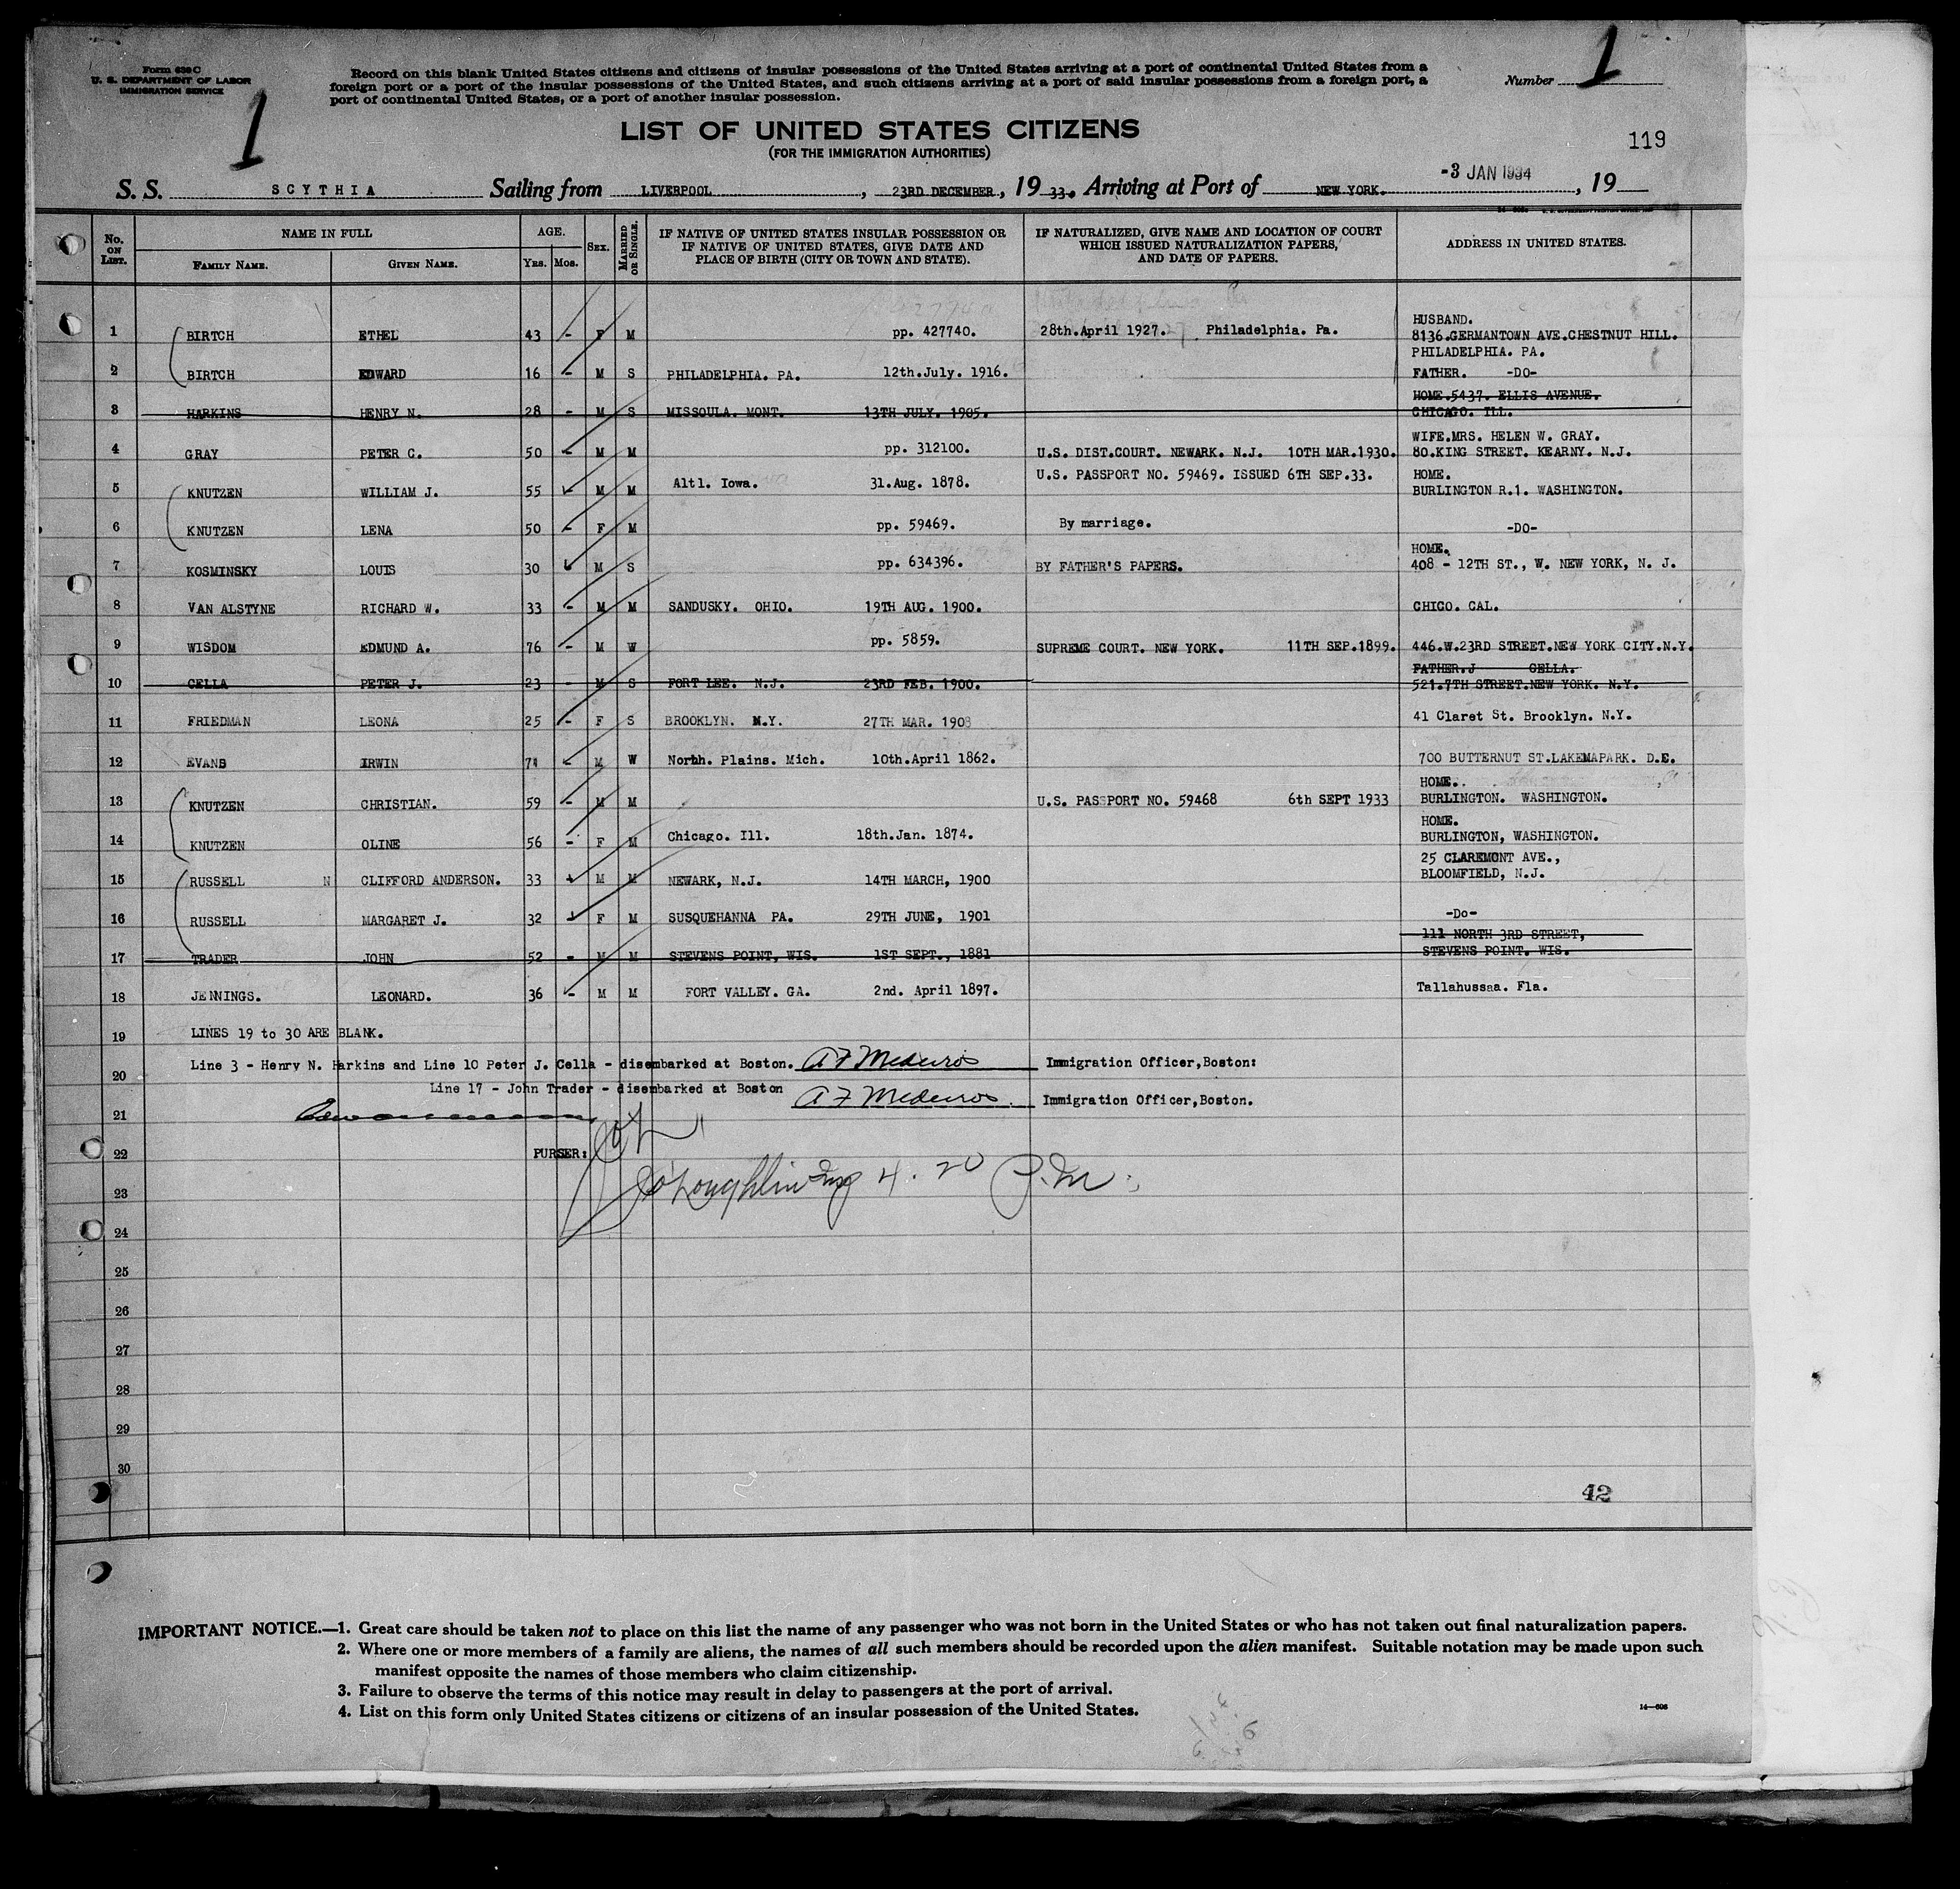 Form 630 C
U. S. DEPARTMENT OF LABOR
IMMIGRATION SERVICE
1
Record on this blank United States citizens and citizens of insular possessions of the United States arriving at a port of continental United States from a
foreign port or a port of the insular possessions of the United States, and such citizens arriving at a port of said insular possessions from a foreign port, a
port of continental United States, or a port of another insular possession.
Number 1
LIST OF UNITED STATES CITIZENS
(FOR THE IMMIGRATION AUTHORITIES)
119
S. S. SCYTHIA Sailing from LIVERPOOL, 23RD DECEMBER, 19 33. Arriving at Port of NEW YORK. -3 JAN 1934, 19
No. ON LIST. NAME IN FULL FAMILY NAME. GIVEN NAME. AGE. YRS. MOS. SEX. MARRIED OR SINGLE. IF NATIVE OF UNITED STATES INSULAR POSSESSION OR IF NATIVE OF UNITED STATES, GIVE DATE AND PLACE OF BIRTH (CITY OR TOWN AND STATE). IF NATURALIZED, GIVE NAME AND LOCATION OF COURT WHICH ISSUED NATURALIZATION PAPERS, AND DATE OF PAPERS. ADDRESS IN UNITED STATES.
HUSBAND.
1 BIRTCH ETHEL 43 - F M pp. 427740. 28th.April 1927. Philadelphia. Pa. 8136.GERMANTOWN AVE.CHESTNUT HILL.
PHILADELPHIA. PA.
2 BIRTCH EDWARD 16 - M S PHILADELPHIA. PA. 12th.July. 1916. FATHER. -DO-
HOME.5437. ELLIS AVENUE.
3 HARKINS HENRY N. 28 - M S MISSOULA. MONT. 13TH JULY. 1905. CHICAGO. ILL.
WIFE.MRS. HELEN W. GRAY.
4 GRAY PETER C. 50 - M M pp. 312100. U.S. DIST.COURT. NEWARK. N.J. 10TH MAR.1930. 80.KING STREET. KEARNY. N.J.
U.S. PASSPORT NO. 59469. ISSUED 6TH SEP.33. HOME.
5 KNUTZEN WILLIAM J. 55 - M M Altl. Iowa. 31.Aug. 1878. BURLINGTON R.1. WASHINGTON.
6 KNUTZEN LENA 50 - F M pp. 59469. By marriage. -DO-
HOME.
7 KOSMINSKY LOUIS 30 M S pp. 634396. BY FATHER'S PAPERS. 408 - 12TH ST., W. NEW YORK, N. J.
8 VAN ALSTYNE RICHARD W. 33 - M M SANDUSKY. OHIO. 19TH AUG. 1900. CHICO. CAL.
9 WISDOM EDMUND A. 76 - M W pp. 5859. SUPREME COURT. NEW YORK. 11TH SEP.1899. 446.W.23RD STREET.NEW YORK CITY.N.Y.
FATHER.J CELLA.
10 CELLA PETER J. 23 - M S FORT LEE. N.J. 23RD FEB. 1900. 521.7TH STREET.NEW YORK. N.Y.
11 FRIEDMAN LEONA 25 - F S BROOKLYN. N.Y. 27TH MAR. 1908 41 Claret St. Brooklyn. N.Y.
12 EVANS IRWIN 71 - M W North. Plains. Mich. 10th.April 1862. 700 BUTTERNUT ST.LAKEMAPARK. D.E.
HOME.
13 KNUTZEN CHRISTIAN. 59 - M M U.S. PASSPORT NO. 59468 6th SEPT 1933 BURLINGTON. WASHINGTON.
HOME.
14 KNUTZEN OLINE 56 - F M Chicago. Ill. 18th.Jan. 1874. BURLINGTON, WASHINGTON.
25 CLAREMONT AVE.,
15 RUSSELL N CLIFFORD ANDERSON. 33 M M NEWARK, N.J. 14TH MARCH, 1900 BLOOMFIELD, N.J.
16 RUSSELL MARGARET J. 32 F M SUSQUEHANNA PA. 29TH JUNE, 1901 -Do-
111 NORTH 3RD STREET,
17 TRADER JOHN 52 - M M STEVENS POINT, WIS. 1ST SEPT., 1881 STEVENS POINT. WIS.
18 JENNINGS. LEONARD. 36 - M M FORT VALLEY. GA. 2nd. April 1897. Tallahussaa. Fla.
19 LINES 19 to 30 ARE BLANK.
Line 3 - Henry N. Harkins and Line 10 Peter J. Cella - disembarked at Boston. A F Medeiros Immigration Officer,Boston:
20
Line 17 - John Trader - disembarked at Boston A F Medeiros. Immigration Officer,Boston.
21
22 PURSER:
23 O'Loughlin Insp 4.20 P.M.
24
25
26
27
28
29
30
42
IMPORTANT NOTICE.—1. Great care should be taken not to place on this list the name of any passenger who was not born in the United States or who has not taken out final naturalization papers.
2. Where one or more members of a family are aliens, the names of all such members should be recorded upon the alien manifest. Suitable notation may be made upon such
manifest opposite the names of those members who claim citizenship.
3. Failure to observe the terms of this notice may result in delay to passengers at the port of arrival.
4. List on this form only United States citizens or citizens of an insular possession of the United States.
14—606